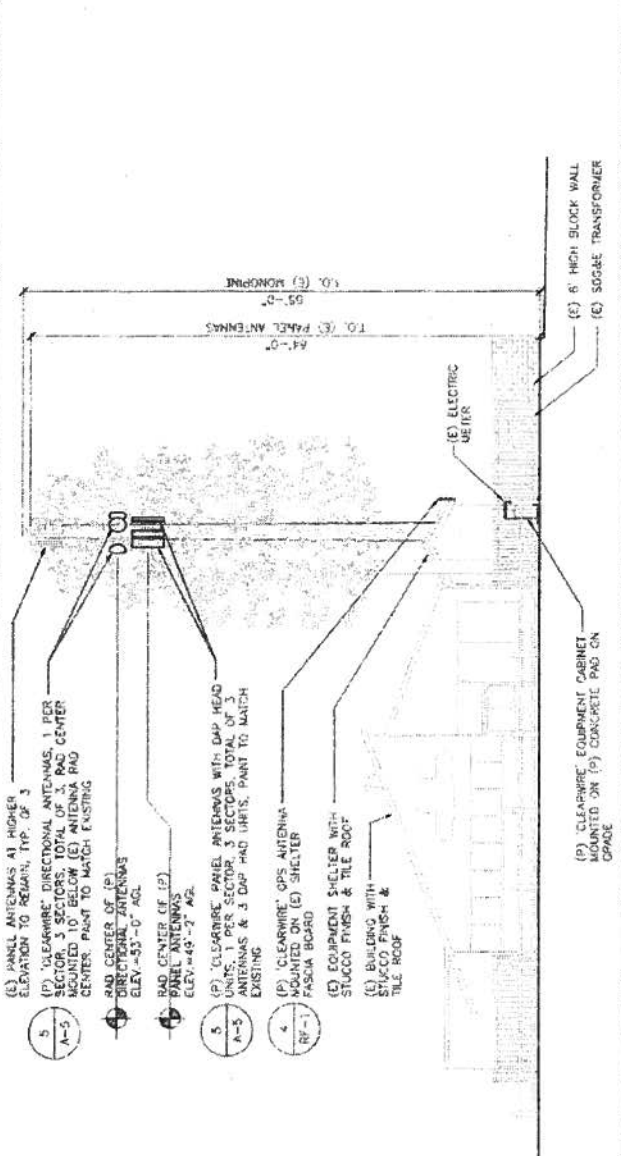 (E) PANEL ANTENNAS AT HIGHER
ELEVATION TO REMAIN, TYP. OF 3
5
A-5
(P) 'CLEARWIRE' DIRECTIONAL ANTENNAS, 1 PER
SECTOR, 3 SECTORS, TOTAL OF 3, RAD CENTER
MOUNTED 10' BELOW (E) ANTENNA RAD
CENTER. PAINT TO MATCH EXISTING
RAD CENTER OF (P)
DIRECTIONAL ANTENNAS
ELEV.=53'-0" AGL
RAD CENTER OF (P)
PANEL ANTENNAS
ELEV.=49'-2" AGL
3
A-5
(P) 'CLEARWIRE' PANEL ANTENNAS WITH DAP HEAD
UNITS, 1 PER SECTOR, 3 SECTORS, TOTAL OF 3
ANTENNAS & 3 DAP HAD UNITS, PAINT TO MATCH
EXISTING
4
RF-1
(P) 'CLEARWIRE' GPS ANTENNA
MOUNTED ON (E) SHELTER
FASCIA BOARD
(E) EQUIPMENT SHELTER WITH
STUCCO FINISH & TILE ROOF
(E) BUILDING WITH
STUCCO FINISH &
TILE ROOF
T.O. (E) MONOPINE
65'-0"
T.O. (E) PANEL ANTENNAS
64'-0"
(E) ELECTRIC
METER
(E) 6' HIGH BLOCK WALL
(E) SDG&E TRANSFORMER
(P) 'CLEARWIRE' EQUIPMENT CABINET
MOUNTED ON (P) CONCRETE PAD ON
GRADE